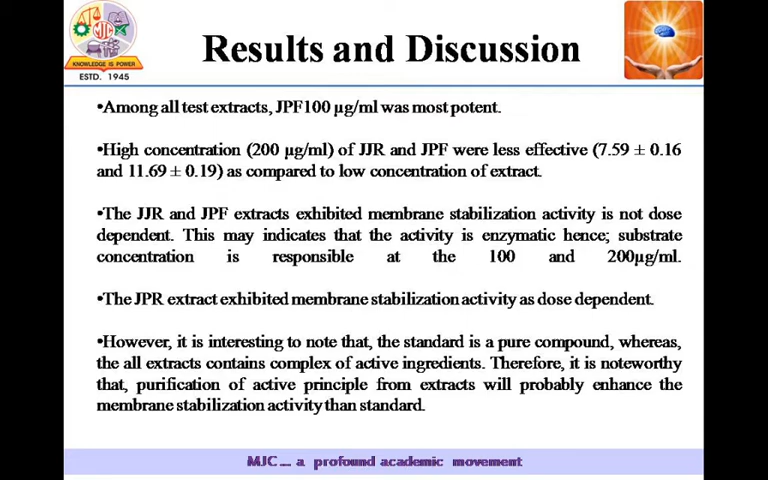 MJC
KNOWLEDGE IS POWER
ESTD. 1945
Results and Discussion
•Among all test extracts, JPF100 µg/ml was most potent.
•High concentration (200 µg/ml) of JJR and JPF were less effective (7.59 ± 0.16
and 11.69 ± 0.19) as compared to low concentration of extract.
•The JJR and JPF extracts exhibited membrane stabilization activity is not dose
dependent. This may indicates that the activity is enzymatic hence; substrate
concentration is responsible at the 100 and 200µg/ml.
•The JPR extract exhibited membrane stabilization activity as dose dependent.
•However, it is interesting to note that, the standard is a pure compound, whereas,
the all extracts contains complex of active ingredients. Therefore, it is noteworthy
that, purification of active principle from extracts will probably enhance the
membrane stabilization activity than standard.
MJC ... a profound academic movement